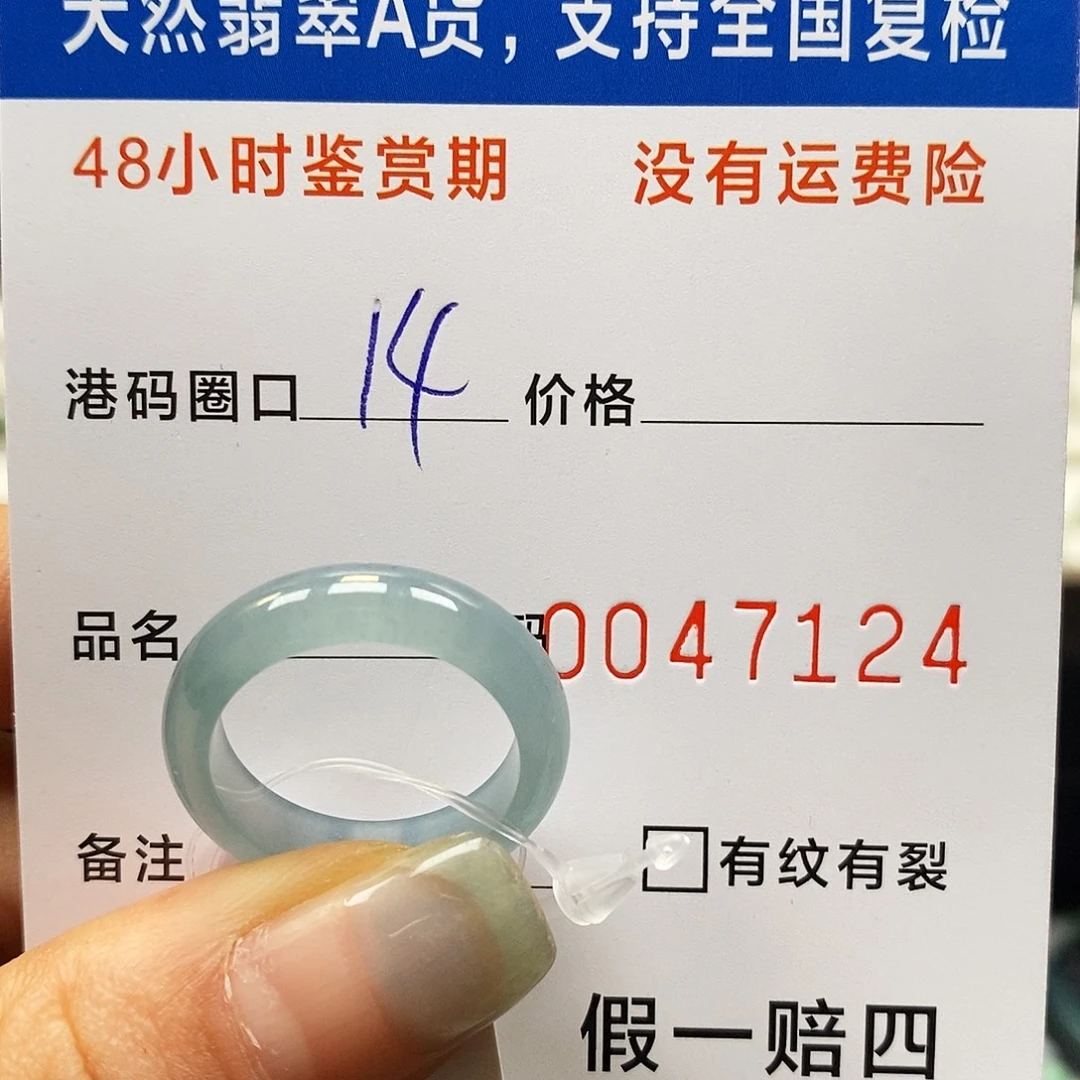 天然翡翠A货，支持全国复检
48小时鉴赏期 没有运费险
港码圈口 14 价格
品名 码 0047124
备注 有纹有裂
假一赔四